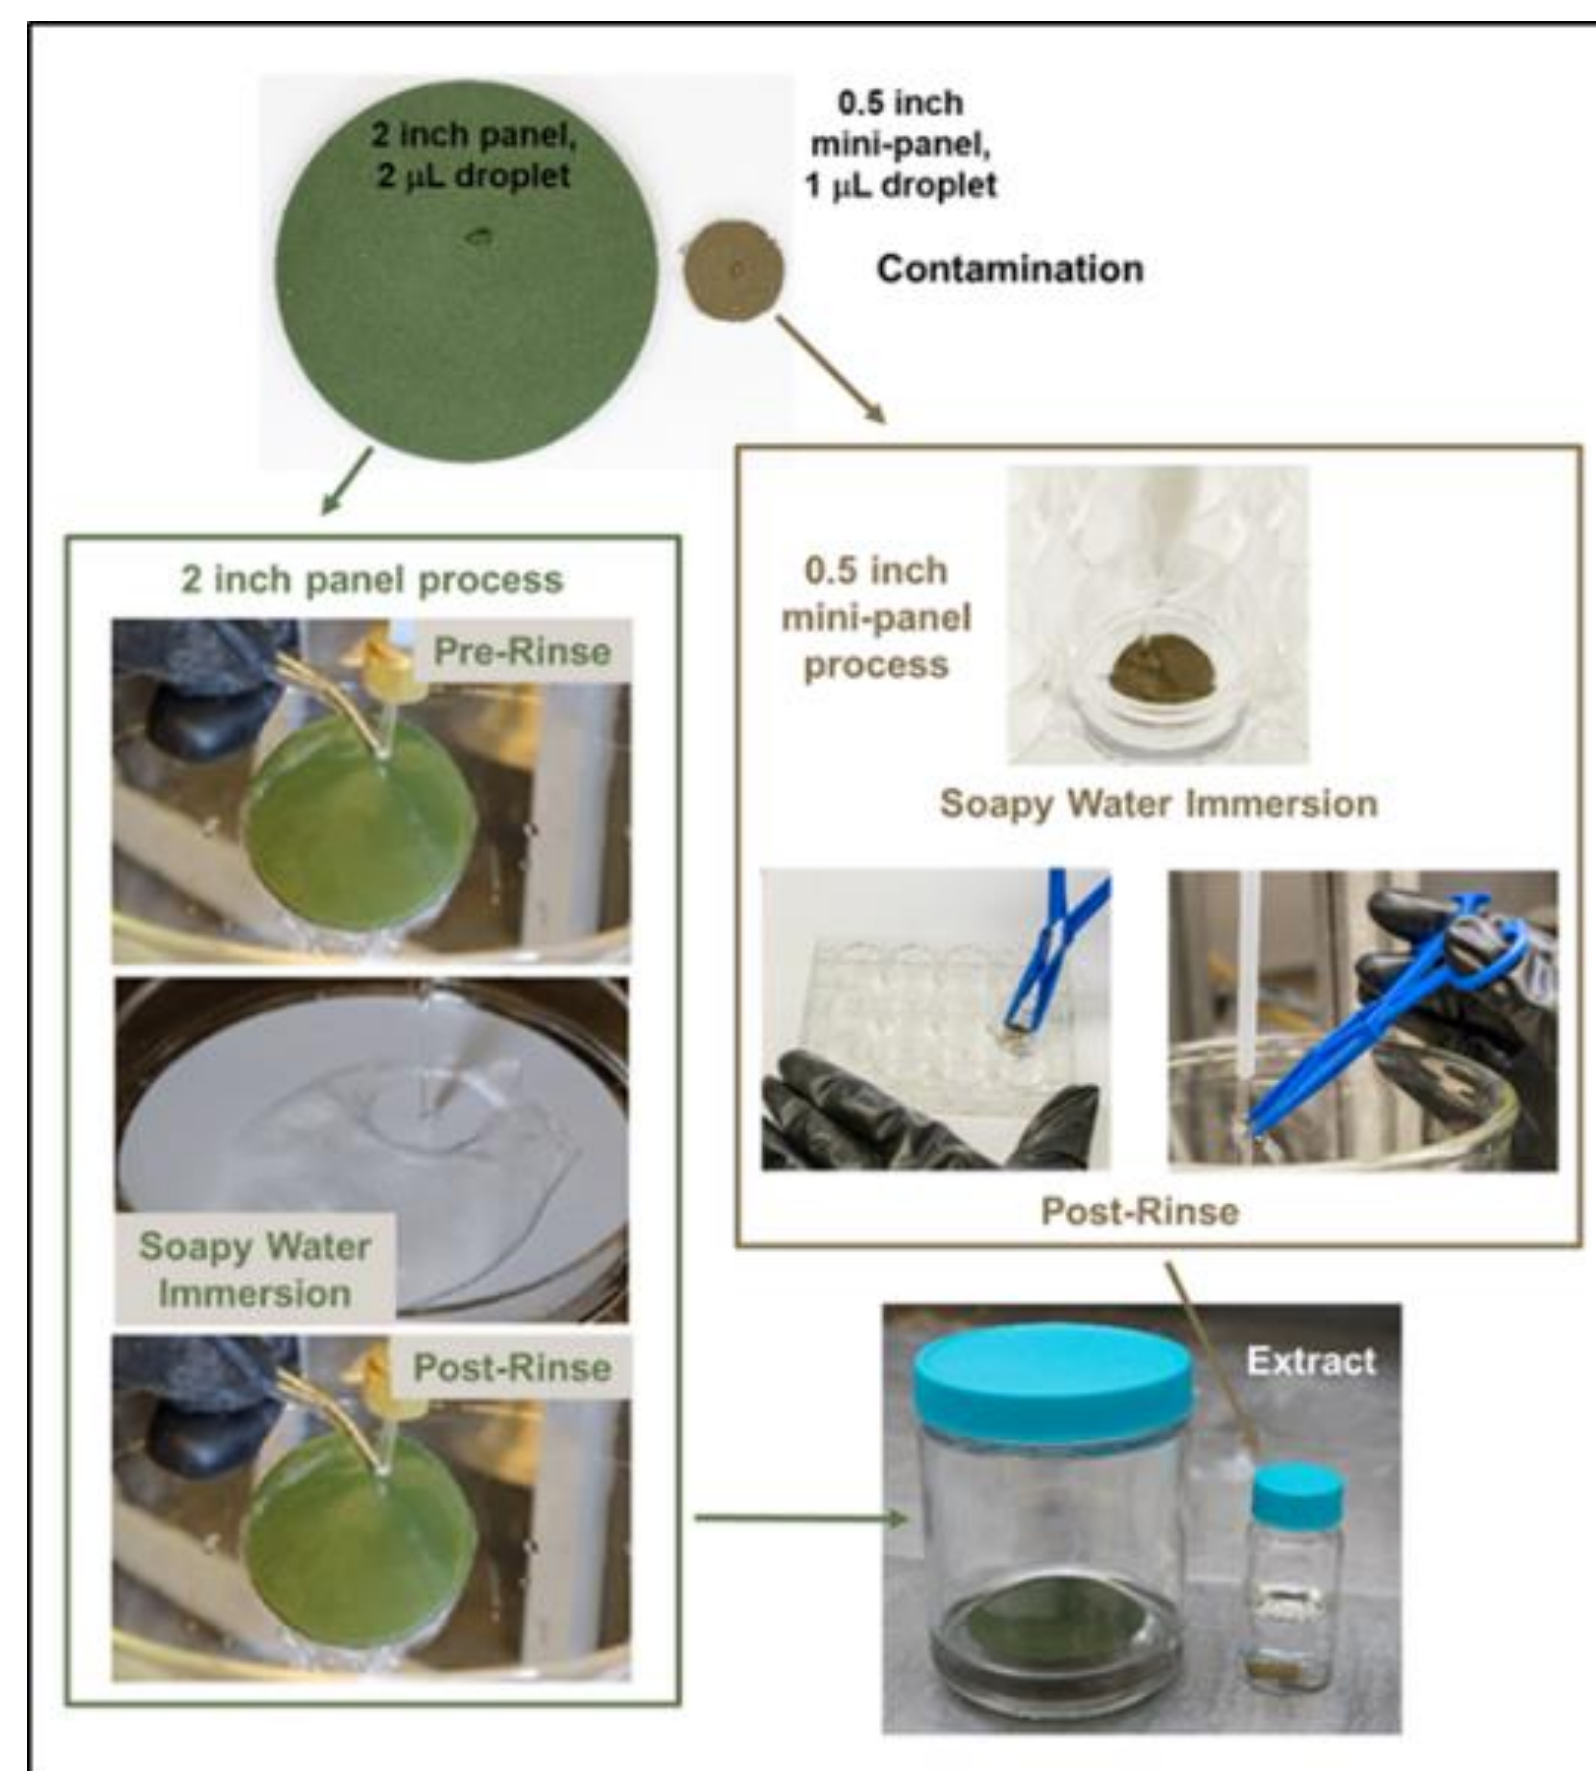 2 inch panel,
2 μL droplet
0.5 inch
mini-panel,
1 μL droplet
Contamination
2 inch panel process
Pre-Rinse
Soapy Water
Immersion
Post-Rinse
0.5 inch
mini-panel
process
Soapy Water Immersion
Post-Rinse
Extract